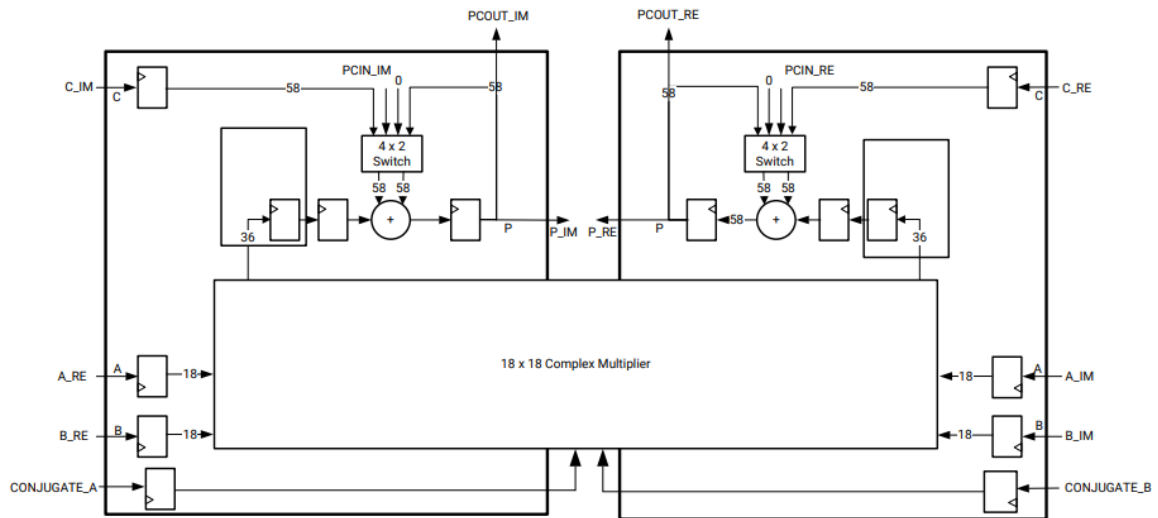 PCOUT_IM
PCOUT_RE
PCIN_IM
PCIN_RE
C_IM
C
58
0
58
58
0
58
C
C_RE
4 x 2
Switch
4 x 2
Switch
58
58
58
58
+
58
+
36
P
P_IM
P_RE
P
36
18 x 18 Complex Multiplier
A_RE
A
18
18
A
A_IM
B_RE
B
18
18
B
B_IM
CONJUGATE_A
CONJUGATE_B